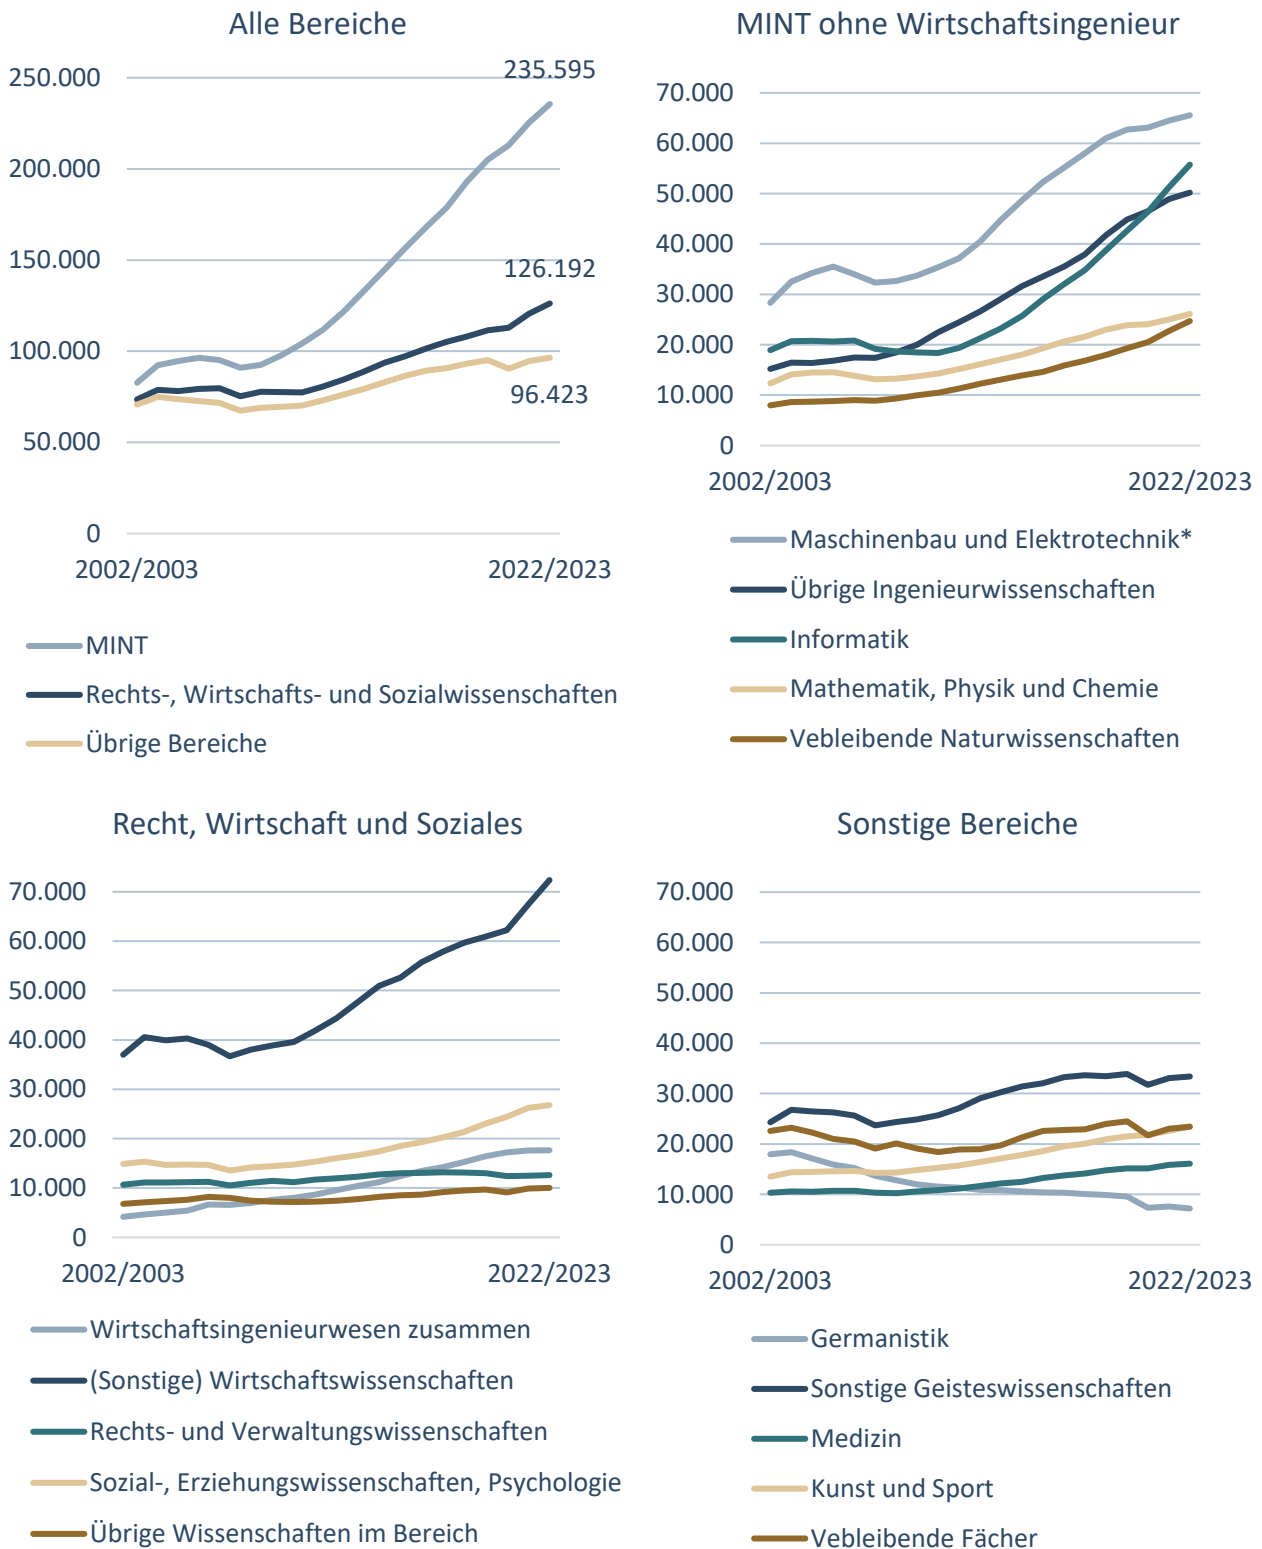 Alle Bereiche
250.000
200.000
150.000
100.000
50.000
0
235.595
126.192
96.423
2002/2003
2022/2023
MINT
Rechts-, Wirtschafts- und Sozialwissenschaften
Übrige Bereiche
MINT ohne Wirtschaftsingenieur
70.000
60.000
50.000
40.000
30.000
20.000
10.000
0
2002/2003
2022/2023
Maschinenbau und Elektrotechnik*
Übrige Ingenieurwissenschaften
Informatik
Mathematik, Physik und Chemie
Vebleibende Naturwissenschaften
Recht, Wirtschaft und Soziales
70.000
60.000
50.000
40.000
30.000
20.000
10.000
0
2002/2003
2022/2023
Wirtschaftsingenieurwesen zusammen
(Sonstige) Wirtschaftswissenschaften
Rechts- und Verwaltungswissenschaften
Sozial-, Erziehungswissenschaften, Psychologie
Übrige Wissenschaften im Bereich
Sonstige Bereiche
70.000
60.000
50.000
40.000
30.000
20.000
10.000
0
2002/2003
2022/2023
Germanistik
Sonstige Geisteswissenschaften
Medizin
Kunst und Sport
Vebleibende Fächer